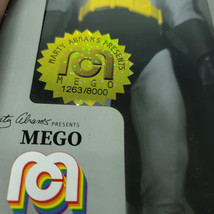 MARTY ABRAMS PRESENTS
M
MEGO
1263/8000
Marty Abrams PRESENTS
MEGO
M